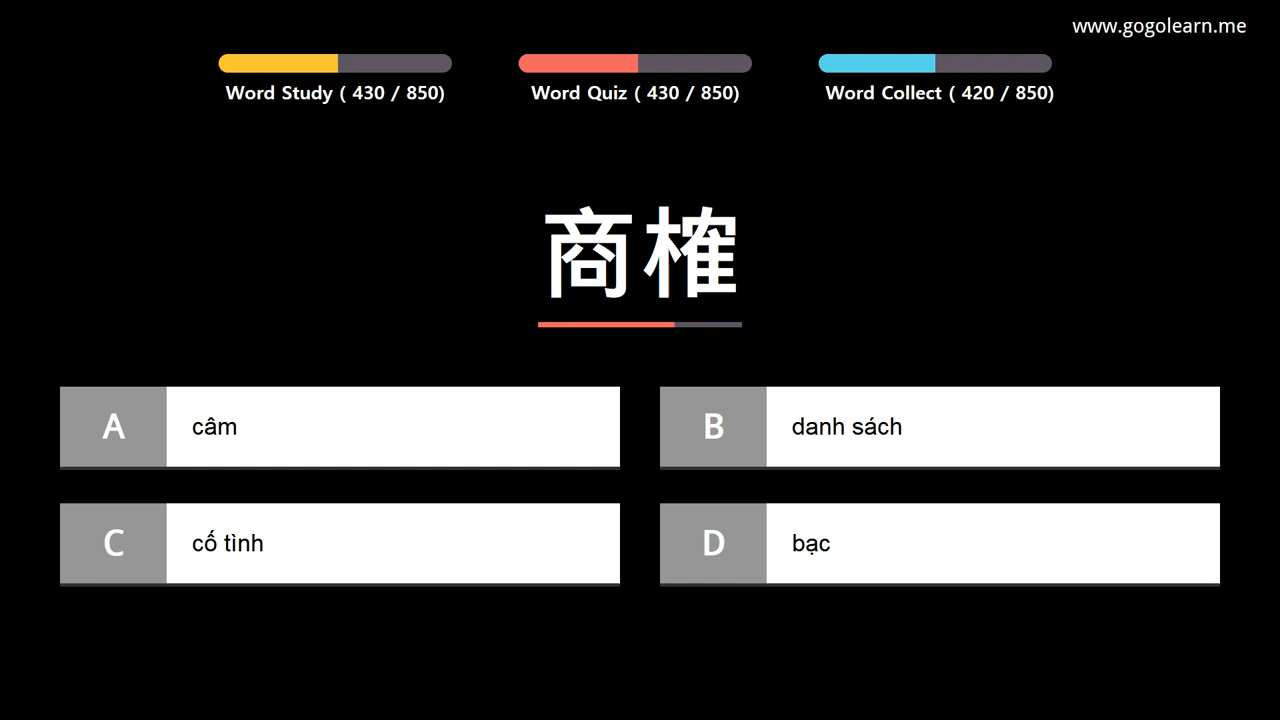 www.gogolearn.me
Word Study ( 430 / 850)
Word Quiz ( 430 / 850)
Word Collect ( 420 / 850)
商榷
A câm
B danh sách
C cố tình
D bạc